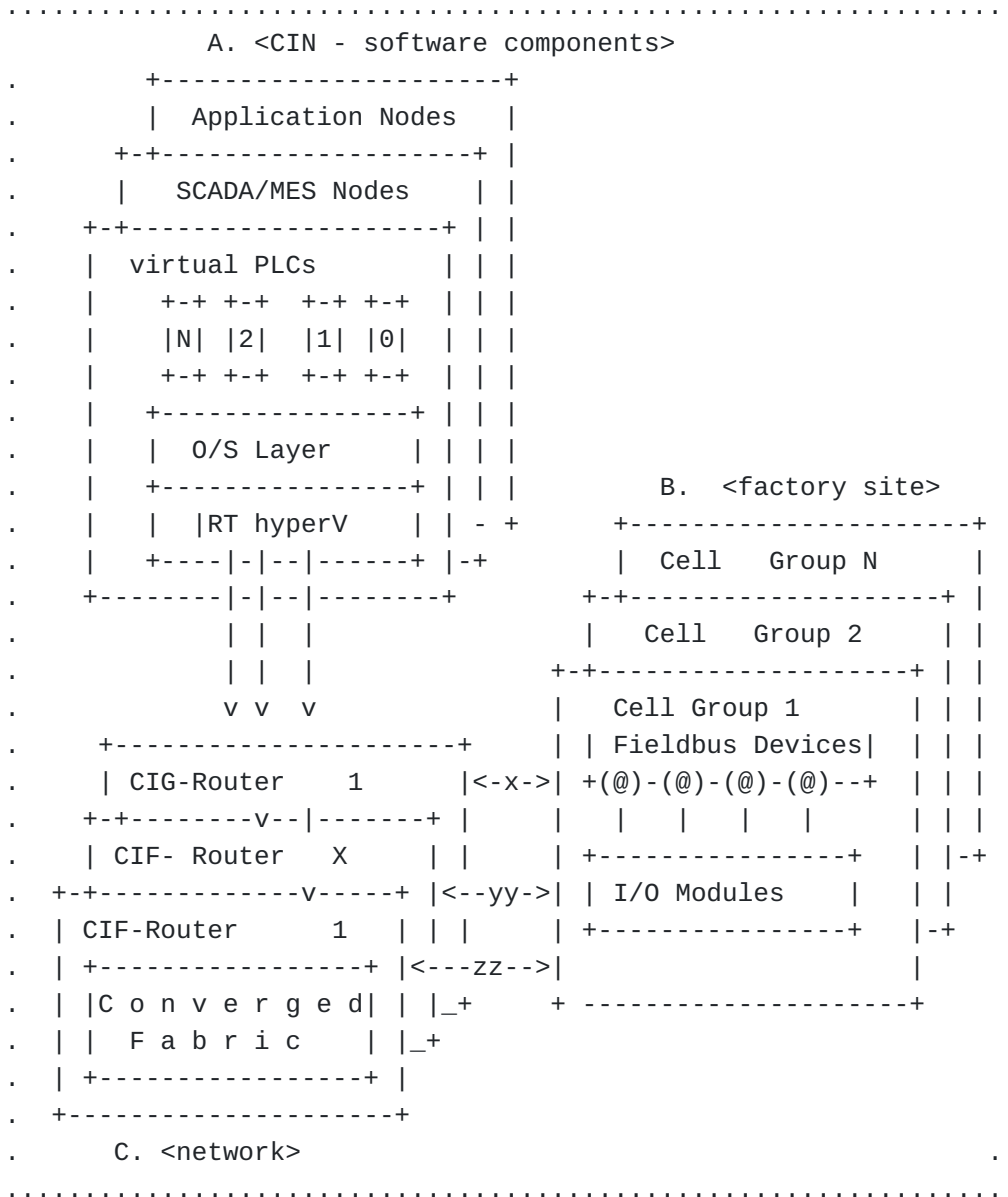 ..................................................................
             A. <CIN - software components>
.        +----------------------+
.        |  Application Nodes   |
.      +-+--------------------+ |
.      |   SCADA/MES Nodes    | |
.    +-+--------------------+ | |
.    |  virtual PLCs        | | |
.    |    +-+ +-+  +-+ +-+  | | |
.    |    |N| |2|  |1| |0|  | | |
.    |    +-+ +-+  +-+ +-+  | | |
.    |   +----------------+ | | |
.    |   |  O/S Layer     | | | |
.    |   +----------------+ | | |         B.  <factory site>
.    |   |  |RT hyperV    | | - +      +----------------------+
.    |   +----|-|--|------+ |-+        |  Cell   Group N      |
.    +--------|-|--|--------+        +-+--------------------+ |
.             | |  |                 |   Cell   Group 2     | |
.             | |  |               +-+--------------------+ | |
.             v v  v               |   Cell Group 1       | | |
.     +----------------------+     | | Fieldbus Devices|  | | |
.     | CIG-Router    1      |<-x->| +(@)-(@)-(@)-(@)--+  | | |
.    +-+--------v--|-------+ |     |   |   |   |   |      | | |
.    | CIF- Router   X     | |     | +----------------+   | |-+
.  +-+-------------v-----+ |<--yy->| | I/O Modules    |   | |
.  | CIF-Router      1   | | |     | +----------------+   |-+
.  | +-----------------+ |<---zz-->|                      |
.  | |C o n v e r g e d| | |_+     + ---------------------+
.  | |  F a b r i c    | |_+
.  | +-----------------+ |
.  +---------------------+
.      C. <network>                                            .
..................................................................